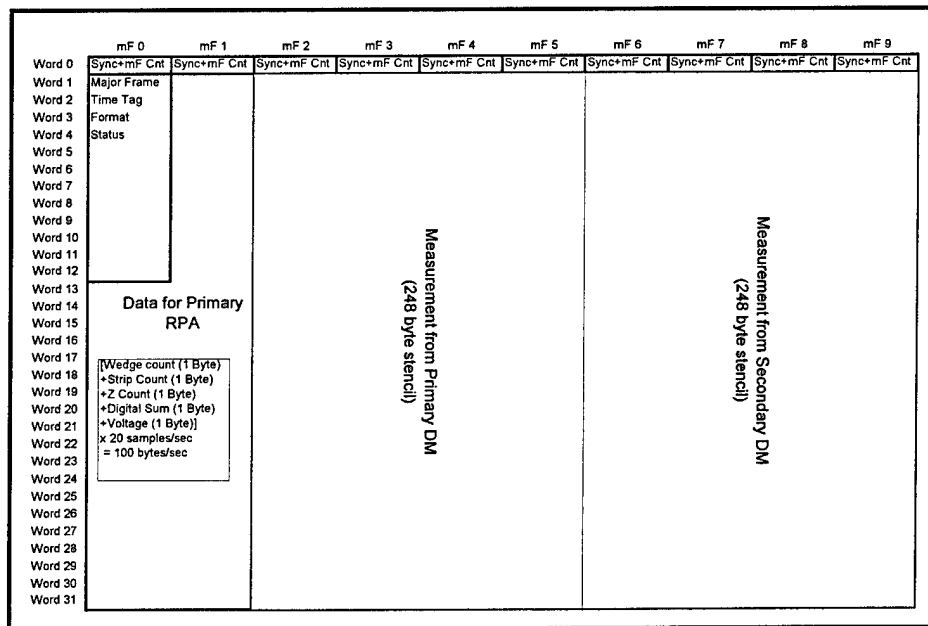 mF 0 mF 1 mF 2 mF 3 mF 4 mF 5 mF 6 mF 7 mF 8 mF 9
Word 0 Sync+mF Cnt Sync+mF Cnt Sync+mF Cnt Sync+mF Cnt Sync+mF Cnt Sync+mF Cnt Sync+mF Cnt Sync+mF Cnt Sync+mF Cnt Sync+mF Cnt
Word 1 Major Frame
Word 2 Time Tag
Word 3 Format
Word 4 Status
Word 5
Word 6
Word 7
Word 8
Word 9
Word 10
Word 11
Word 12
Word 13
Word 14
Word 15
Word 16
Word 17
Word 18
Word 19
Word 20
Word 21
Word 22
Word 23
Word 24
Word 25
Word 26
Word 27
Word 28
Word 29
Word 30
Word 31
Data for Primary
RPA
[Wedge count (1 Byte)
+Strip Count (1 Byte)
+Z Count (1 Byte)
+Digital Sum (1 Byte)
+Voltage (1 Byte)]
x 20 samples/sec
= 100 bytes/sec
Measurement from Primary DM
(248 byte stencil)
Measurement from Secondary DM
(248 byte stencil)